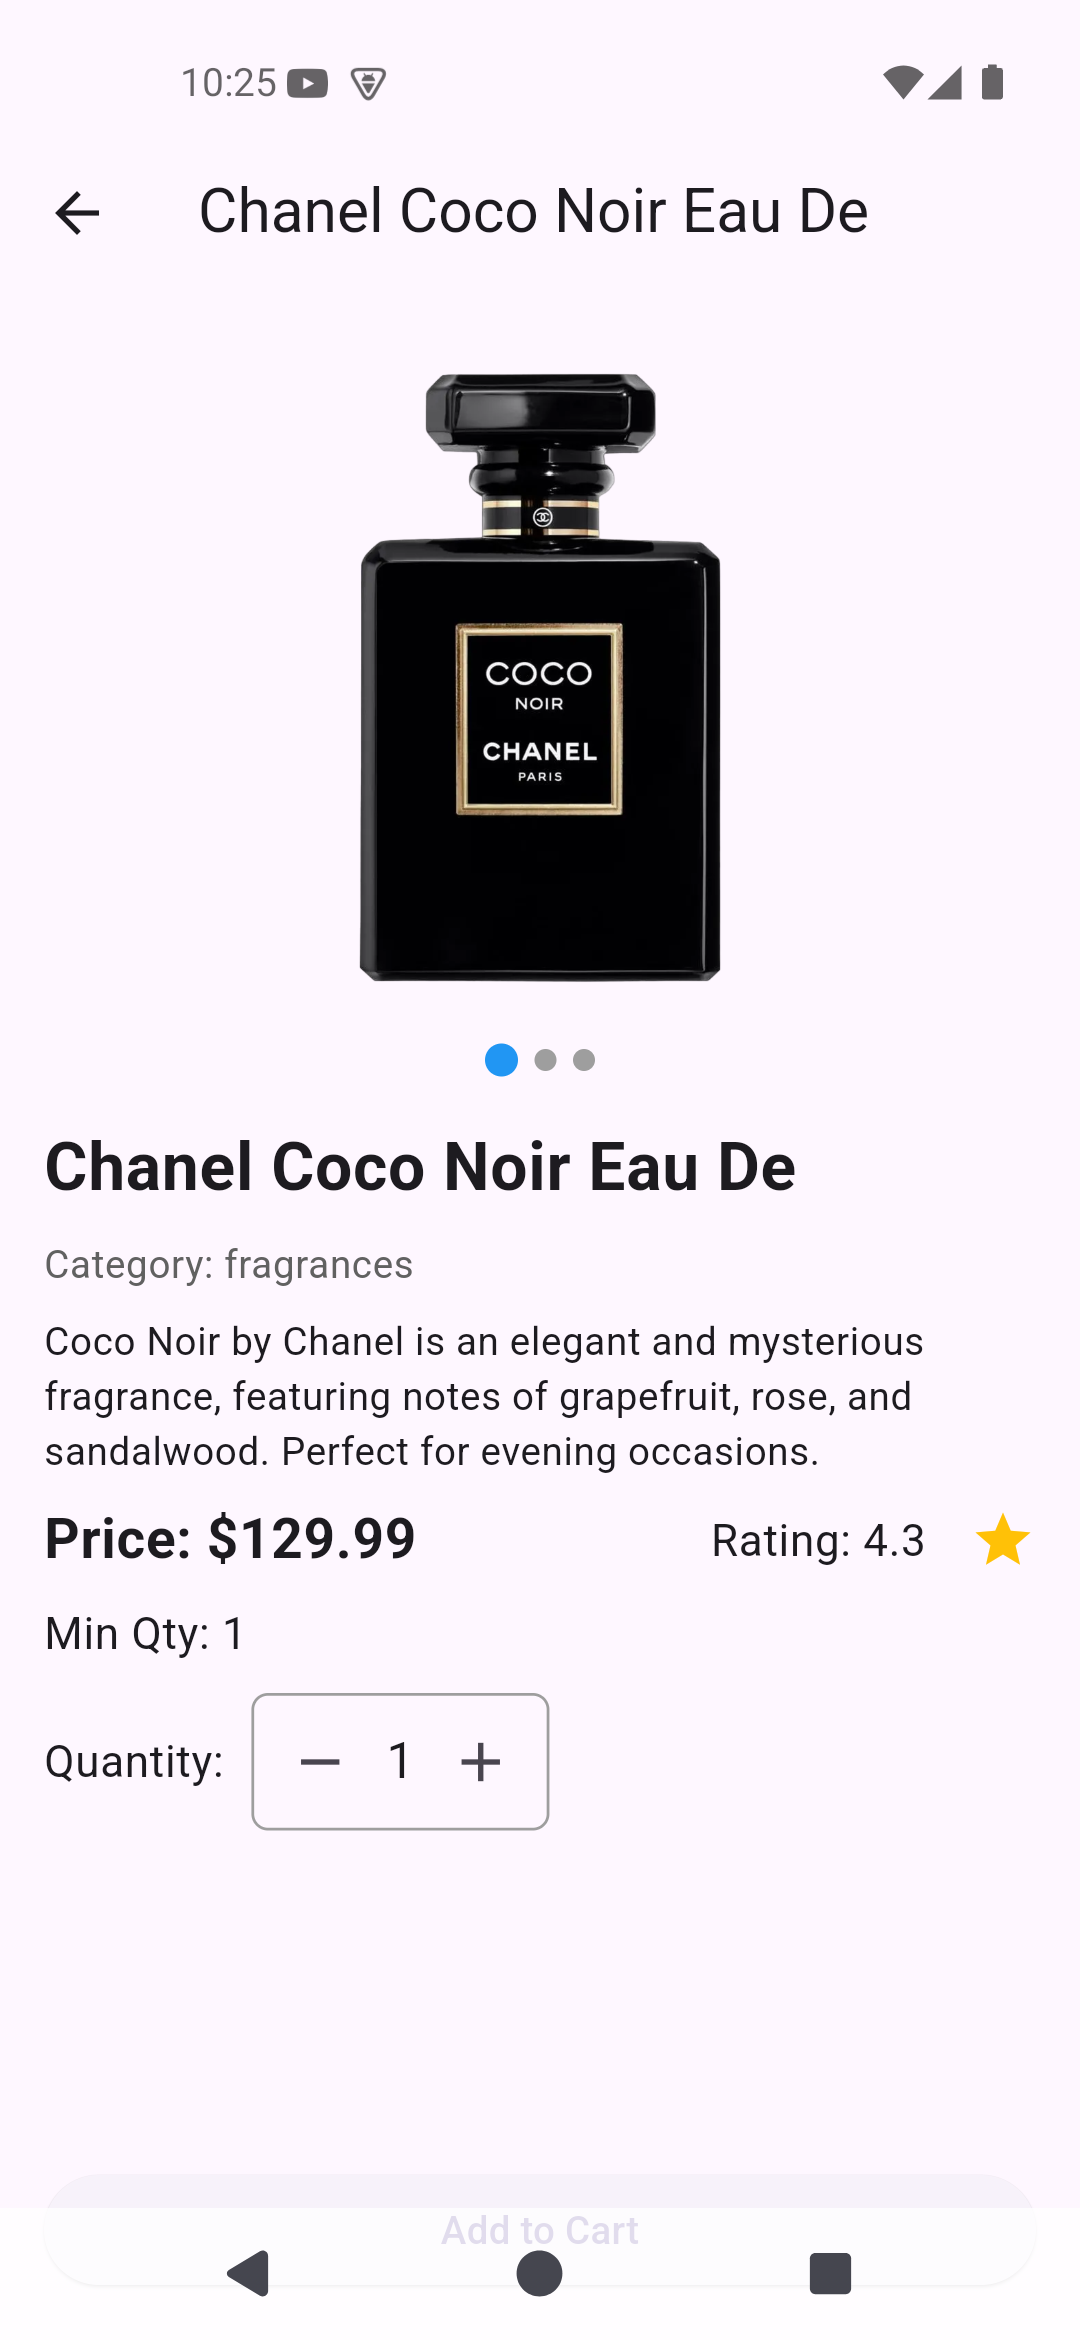 10:25
Chanel Coco Noir Eau De
COCO
NOIR
CHANEL
PARIS
Chanel Coco Noir Eau De
Category: fragrances
Coco Noir by Chanel is an elegant and mysterious
fragrance, featuring notes of grapefruit, rose, and
sandalwood. Perfect for evening occasions.
Price: $129.99 Rating: 4.3
Min Qty: 1
Quantity: 1
Add to Cart